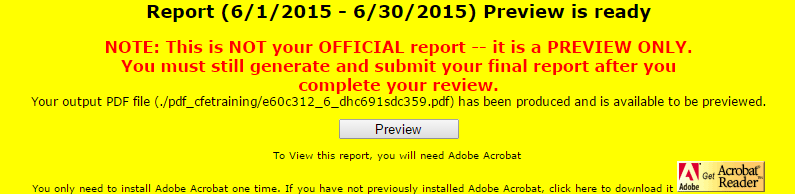 Report (6/1/2015 - 6/30/2015) Preview is ready
NOTE: This is NOT your OFFICIAL report -- it is a PREVIEW ONLY.
You must still generate and submit your final report after you
complete your review.
Your output PDF file (./pdf_cfetraining/e60c312_6_dhc691sdc359.pdf) has been produced and is available to be previewed.
Preview
To View this report, you will need Adobe Acrobat
You only need to install Adobe Acrobat one time. If you have not previously installed Adobe Acrobat, click here to download it
Adobe
Get Acrobat
Reader